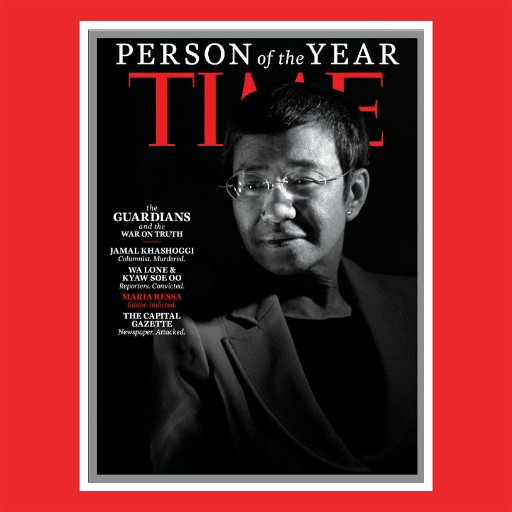 PERSON of the YEAR
TIME
the
GUARDIANS
and the
WAR ON TRUTH
JAMAL KHASHOGGI
Columnist. Murdered.
WA LONE &
KYAW SOE OO
Reporters. Convicted.
MARIA RESSA
Editor. Indicted.
THE CAPITAL
GAZETTE
Newspaper. Attacked.